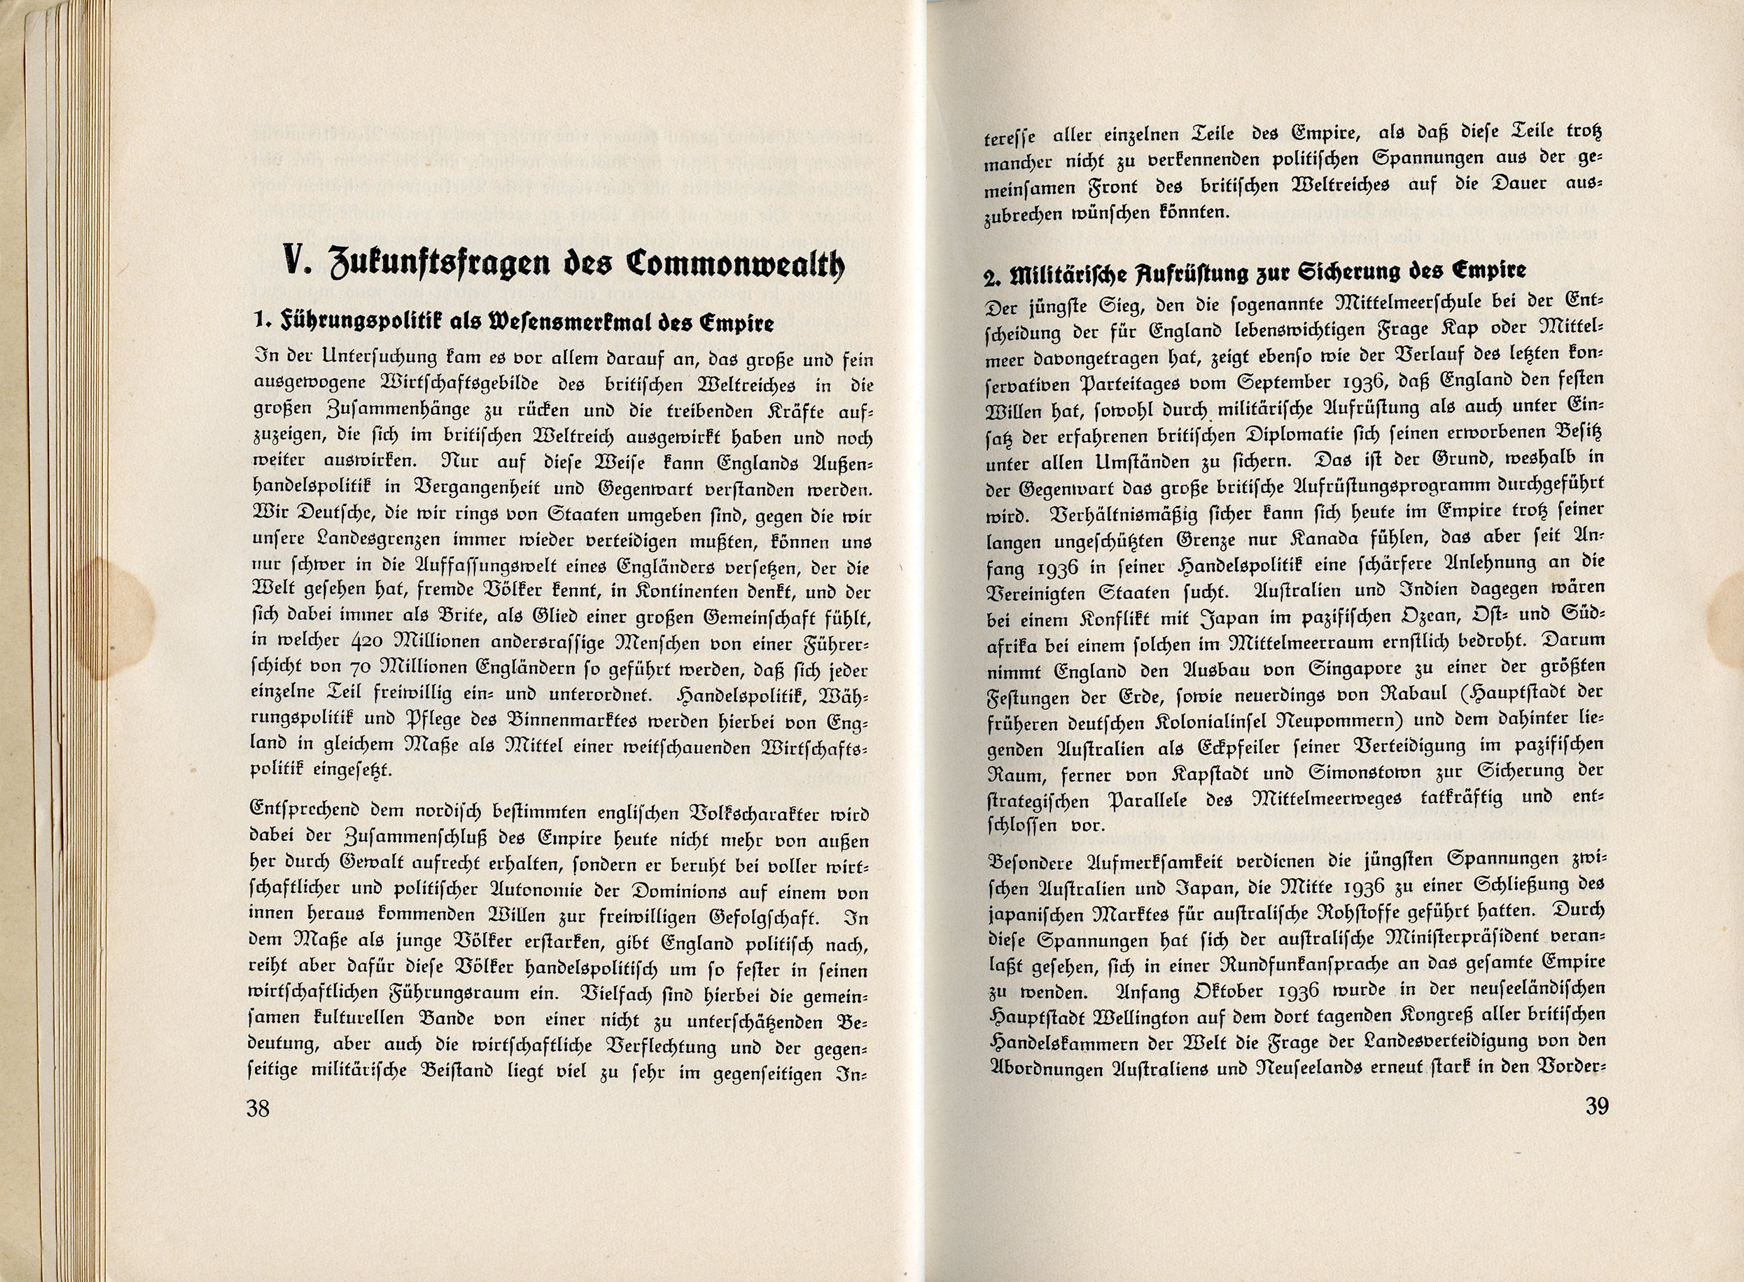 V. Zukunftsfragen des Commonwealth
1. Führungspolitik als Wesensmerkmal des Empire
In der Untersuchung kam es vor allem darauf an, das große und fein
ausgewogene Wirtschaftsgebilde des britischen Weltreiches in die
großen Zusammenhänge zu rücken und die treibenden Kräfte auf-
zuzeigen, die sich im britischen Weltreich ausgewirkt haben und noch
weiter auswirken. Nur auf diese Weise kann Englands Außen-
handelspolitik in Vergangenheit und Gegenwart verstanden werden.
Wir Deutsche, die wir rings von Staaten umgeben sind, gegen die wir
unsere Landesgrenzen immer wieder verteidigen mußten, können uns
nur schwer in die Auffassungswelt eines Engländers versetzen, der die
Welt gesehen hat, fremde Völker kennt, in Kontinenten denkt, und der
sich dabei immer als Brite, als Glied einer großen Gemeinschaft fühlt,
in welcher 420 Millionen andersrassige Menschen von einer Führer-
schicht von 70 Millionen Engländern so geführt werden, daß sich jeder
einzelne Teil freiwillig ein- und unterordnet. Handelspolitik, Wäh-
rungspolitik und Pflege des Binnenmarktes werden hierbei von Eng-
land in gleichem Maße als Mittel einer weitschauenden Wirtschafts-
politik eingesetzt.
Entsprechend dem nordisch bestimmten englischen Volkscharakter wird
dabei der Zusammenschluß des Empire heute nicht mehr von außen
her durch Gewalt aufrecht erhalten, sondern er beruht bei voller wirt-
schaftlicher und politischer Autonomie der Dominions auf einem von
innen heraus kommenden Willen zur freiwilligen Gefolgschaft. In
dem Maße als junge Völker erstarken, gibt England politisch nach,
reiht aber dafür diese Völker handelspolitisch um so fester in seinen
wirtschaftlichen Führungsraum ein. Vielfach sind hierbei die gemein-
samen kulturellen Bande von einer nicht zu unterschätzenden Be-
deutung, aber auch die wirtschaftliche Verflechtung und der gegen-
seitige militärische Beistand liegt viel zu sehr im gegenseitigen In-
38
teresse aller einzelnen Teile des Empire, als daß diese Teile trotz
mancher nicht zu verkennenden politischen Spannungen aus der ge-
meinsamen Front des britischen Weltreiches auf die Dauer aus-
zubrechen wünschen könnten.
2. Militärische Aufrüstung zur Sicherung des Empire
Der jüngste Sieg, den die sogenannte Mittelmeerschule bei der Ent-
scheidung der für England lebenswichtigen Frage Kap oder Mittel-
meer davongetragen hat, zeigt ebenso wie der Verlauf des letzten kon-
servativen Parteitages vom September 1936, daß England den festen
Willen hat, sowohl durch militärische Aufrüstung als auch unter Ein-
satz der erfahrenen britischen Diplomatie sich seinen erworbenen Besitz
unter allen Umständen zu sichern. Das ist der Grund, weshalb in
der Gegenwart das große britische Aufrüstungsprogramm durchgeführt
wird. Verhältnismäßig sicher kann sich heute im Empire trotz seiner
langen ungeschützten Grenze nur Kanada fühlen, das aber seit An-
fang 1936 in seiner Handelspolitik eine schärfere Anlehnung an die
Vereinigten Staaten sucht. Australien und Indien dagegen wären
bei einem Konflikt mit Japan im pazifischen Ozean, Ost- und Süd-
afrika bei einem solchen im Mittelmeerraum ernstlich bedroht. Darum
nimmt England den Ausbau von Singapore zu einer der größten
Festungen der Erde, sowie neuerdings von Rabaul (Hauptstadt der
früheren deutschen Kolonialinsel Neupommern) und dem dahinter lie-
genden Australien als Eckpfeiler seiner Verteidigung im pazifischen
Raum, ferner von Kapstadt und Simonstown zur Sicherung der
strategischen Parallele des Mittelmeerweges tatkräftig und ent-
schlossen vor.
Besondere Aufmerksamkeit verdienen die jüngsten Spannungen zwi-
schen Australien und Japan, die Mitte 1936 zu einer Schließung des
japanischen Marktes für australische Rohstoffe geführt hatten. Durch
diese Spannungen hat sich der australische Ministerpräsident veran-
laßt gesehen, sich in einer Rundfunkansprache an das gesamte Empire
zu wenden. Anfang Oktober 1936 wurde in der neuseeländischen
Hauptstadt Wellington auf dem dort tagenden Kongreß aller britischen
Handelskammern der Welt die Frage der Landesverteidigung von den
Abordnungen Australiens und Neuseelands erneut stark in den Vorder-
39